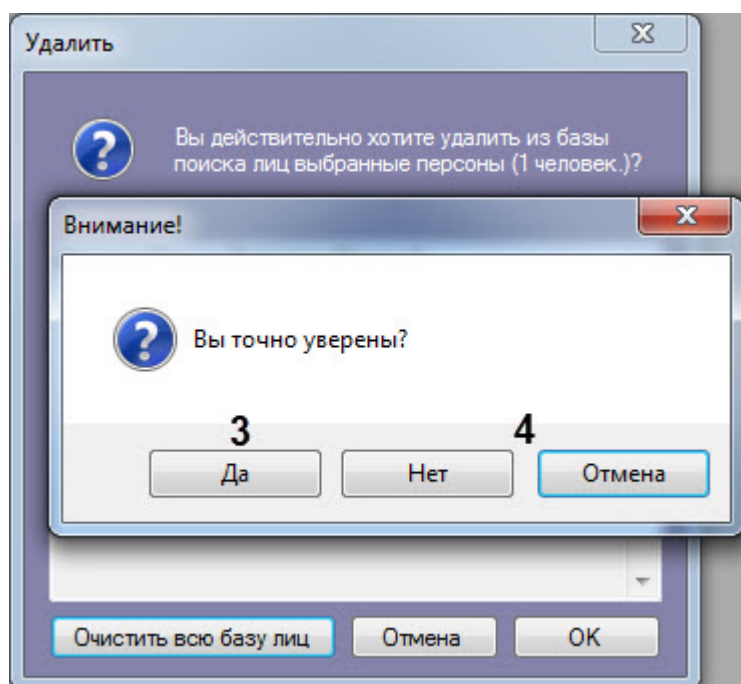 Удалить
Вы действительно хотите удалить из базы
поиска лиц выбранные персоны (1 человек.)?
Внимание!
Вы точно уверены?
3 4
Да Нет Отмена
Очистить всю базу лиц Отмена OK